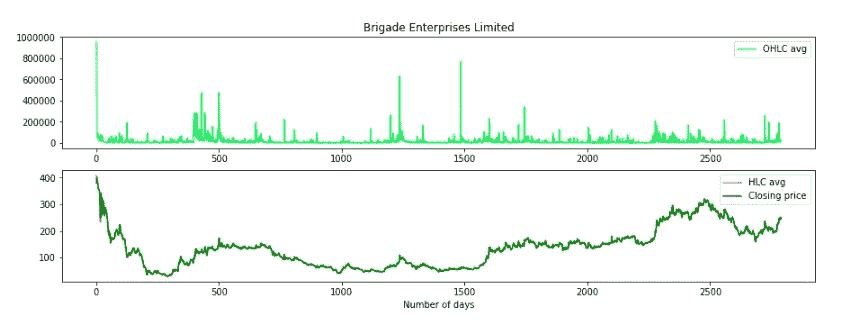 Brigade Enterprises Limited
1000000
800000
600000
400000
200000
0
OHLC avg
0 500 1000 1500 2000 2500
400
300
200
100
HLC avg
Closing price
0 500 1000 1500 2000 2500
Number of days